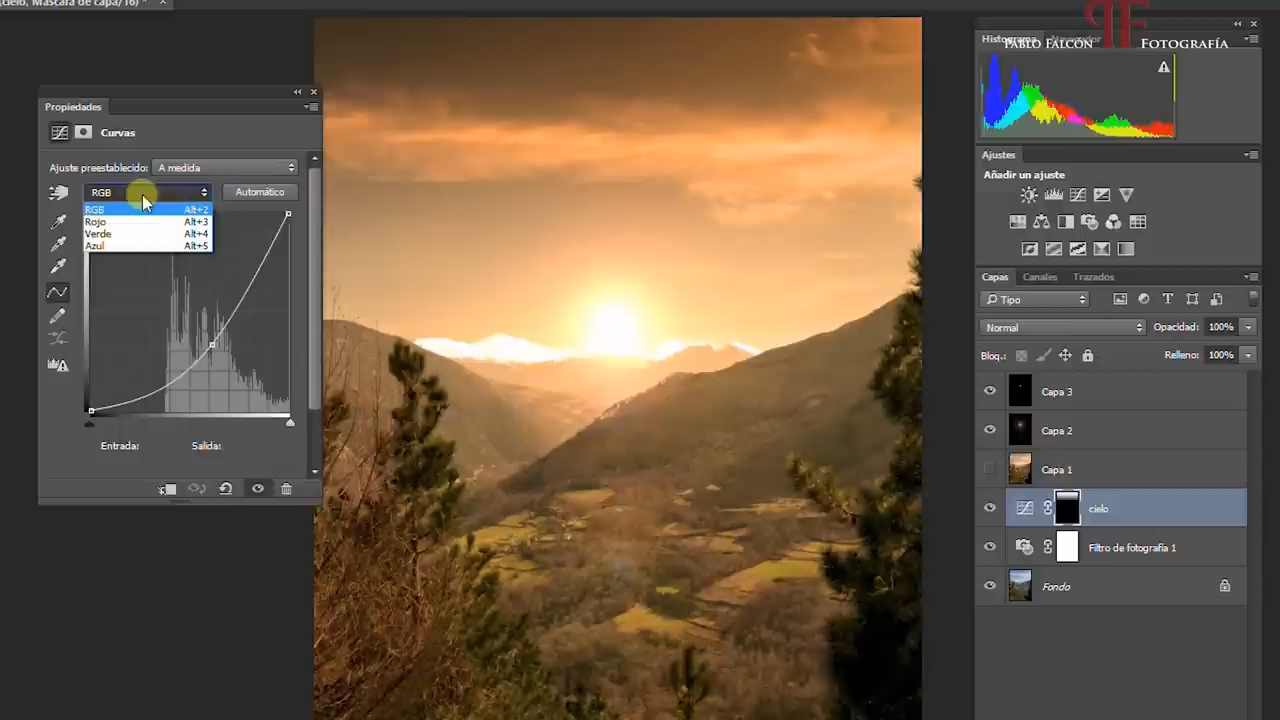 (cielo, Máscara de capa/16) *
PABLO FALCÓN FOTOGRAFÍA
Histograma
Propiedades
Curvas
Ajuste preestablecido: A medida
RGB Automático
RGB Alt+2
Rojo Alt+3
Verde Alt+4
Azul Alt+5
Entrada: Salida:
Ajustes
Añadir un ajuste
Capas Canales Trazados
Tipo
Normal Opacidad: 100%
Bloq.: Relleno: 100%
Capa 3
Capa 2
Capa 1
cielo
Filtro de fotografía 1
Fondo